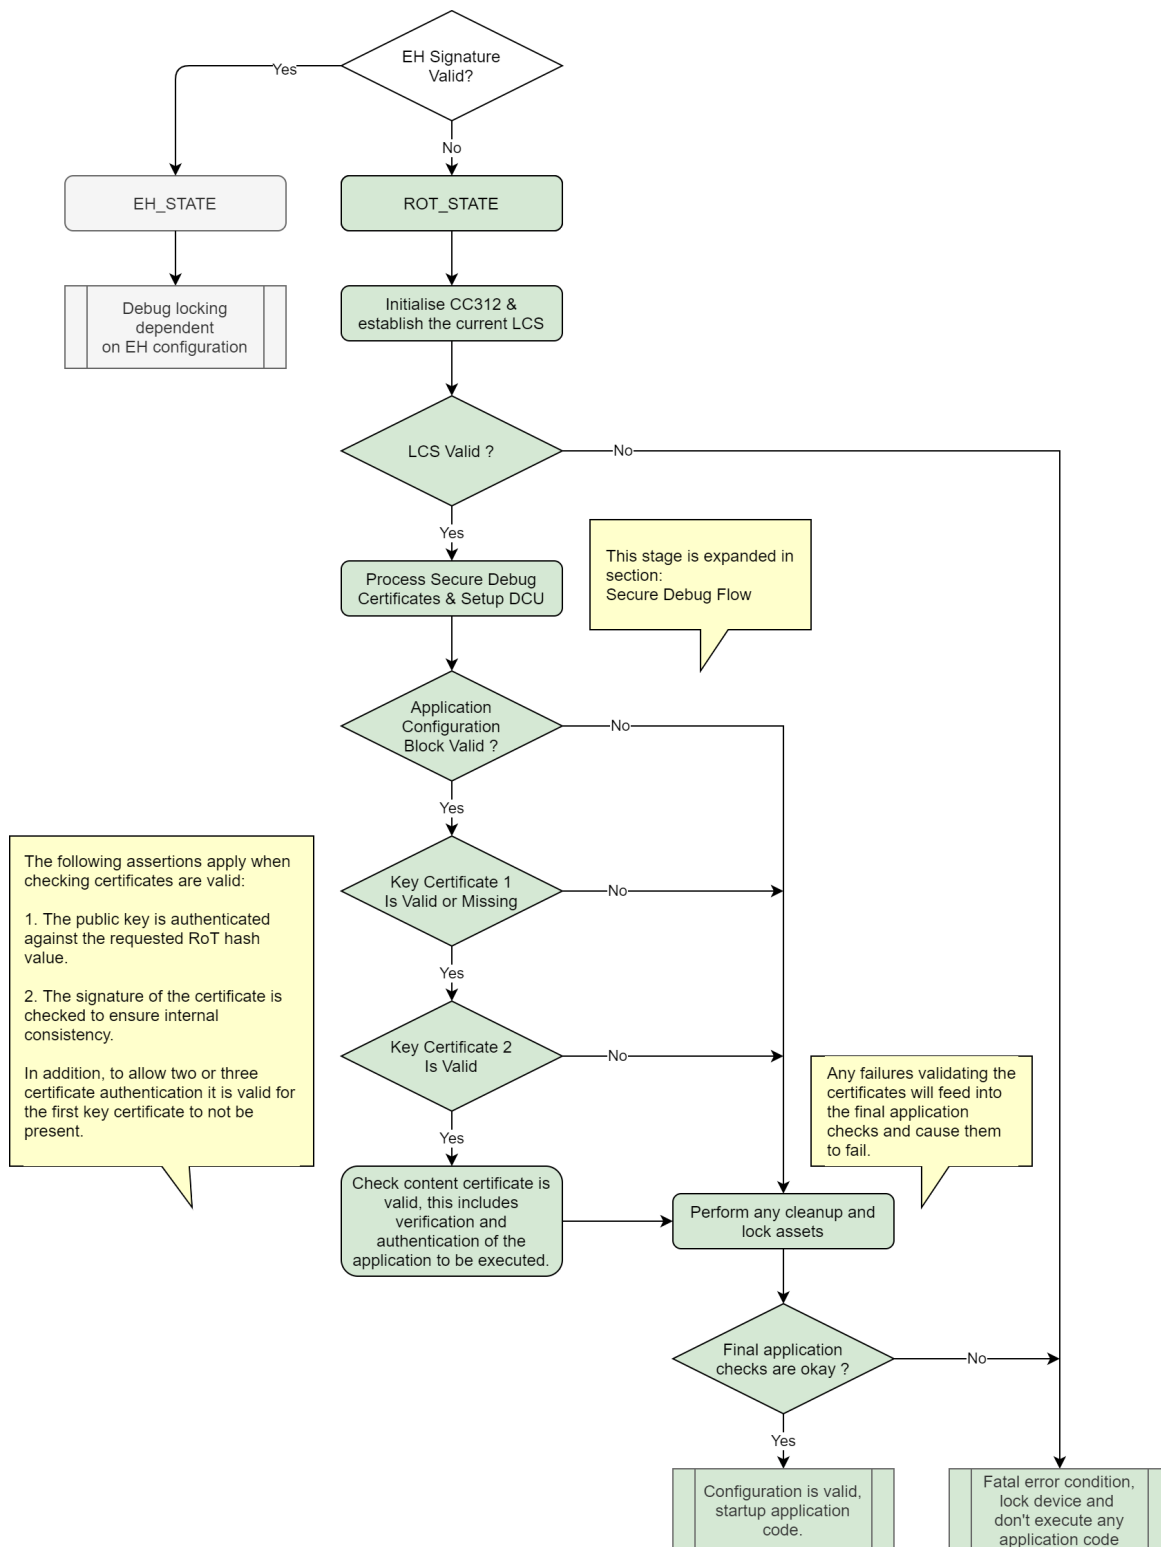 EH Signature
Valid?
Yes
No
EH_STATE
ROT_STATE
Debug locking
dependent
on EH configuration
Initialise CC312 &
establish the current LCS
LCS Valid ?
No
Yes
This stage is expanded in
section:
Secure Debug Flow
Process Secure Debug
Certificates & Setup DCU
Application
Configuration
Block Valid ?
No
Yes
The following assertions apply when
checking certificates are valid:
1. The public key is authenticated
against the requested RoT hash
value.
2. The signature of the certificate is
checked to ensure internal
consistency.
In addition, to allow two or three
certificate authentication it is valid for
the first key certificate to not be
present.
Key Certificate 1
Is Valid or Missing
No
Yes
Key Certificate 2
Is Valid
No
Yes
Any failures validating the
certificates will feed into
the final application
checks and cause them
to fail.
Check content certificate is
valid, this includes
verification and
authentication of the
application to be executed.
Perform any cleanup and
lock assets
Final application
checks are okay ?
No
Yes
Configuration is valid,
startup application
code.
Fatal error condition,
lock device and
don't execute any
application code